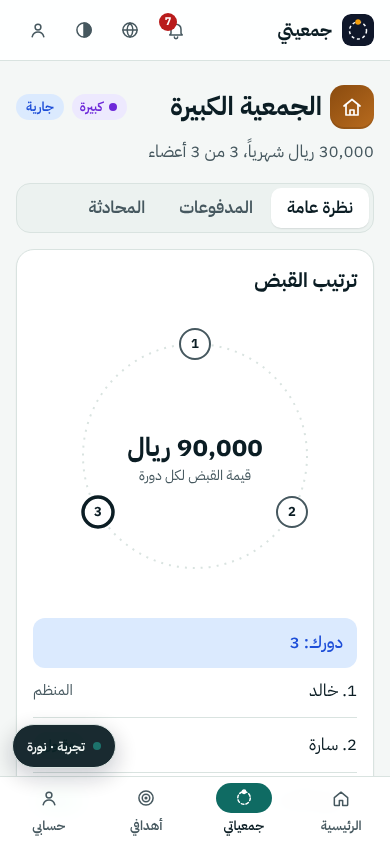 جمعيتي
7
الجمعية الكبيرة
كبيرة
جارية
30,000 ريال شهرياً، 3 من 3 أعضاء
نظرة عامة
المدفوعات
المحادثة
ترتيب القبض
1
90,000 ريال
قيمة القبض لكل دورة
2
3
دورك: 3
1. خالد
المنظم
2. سارة
تجربة · نورة
الرئيسية
جمعياتي
أهدافي
حسابي